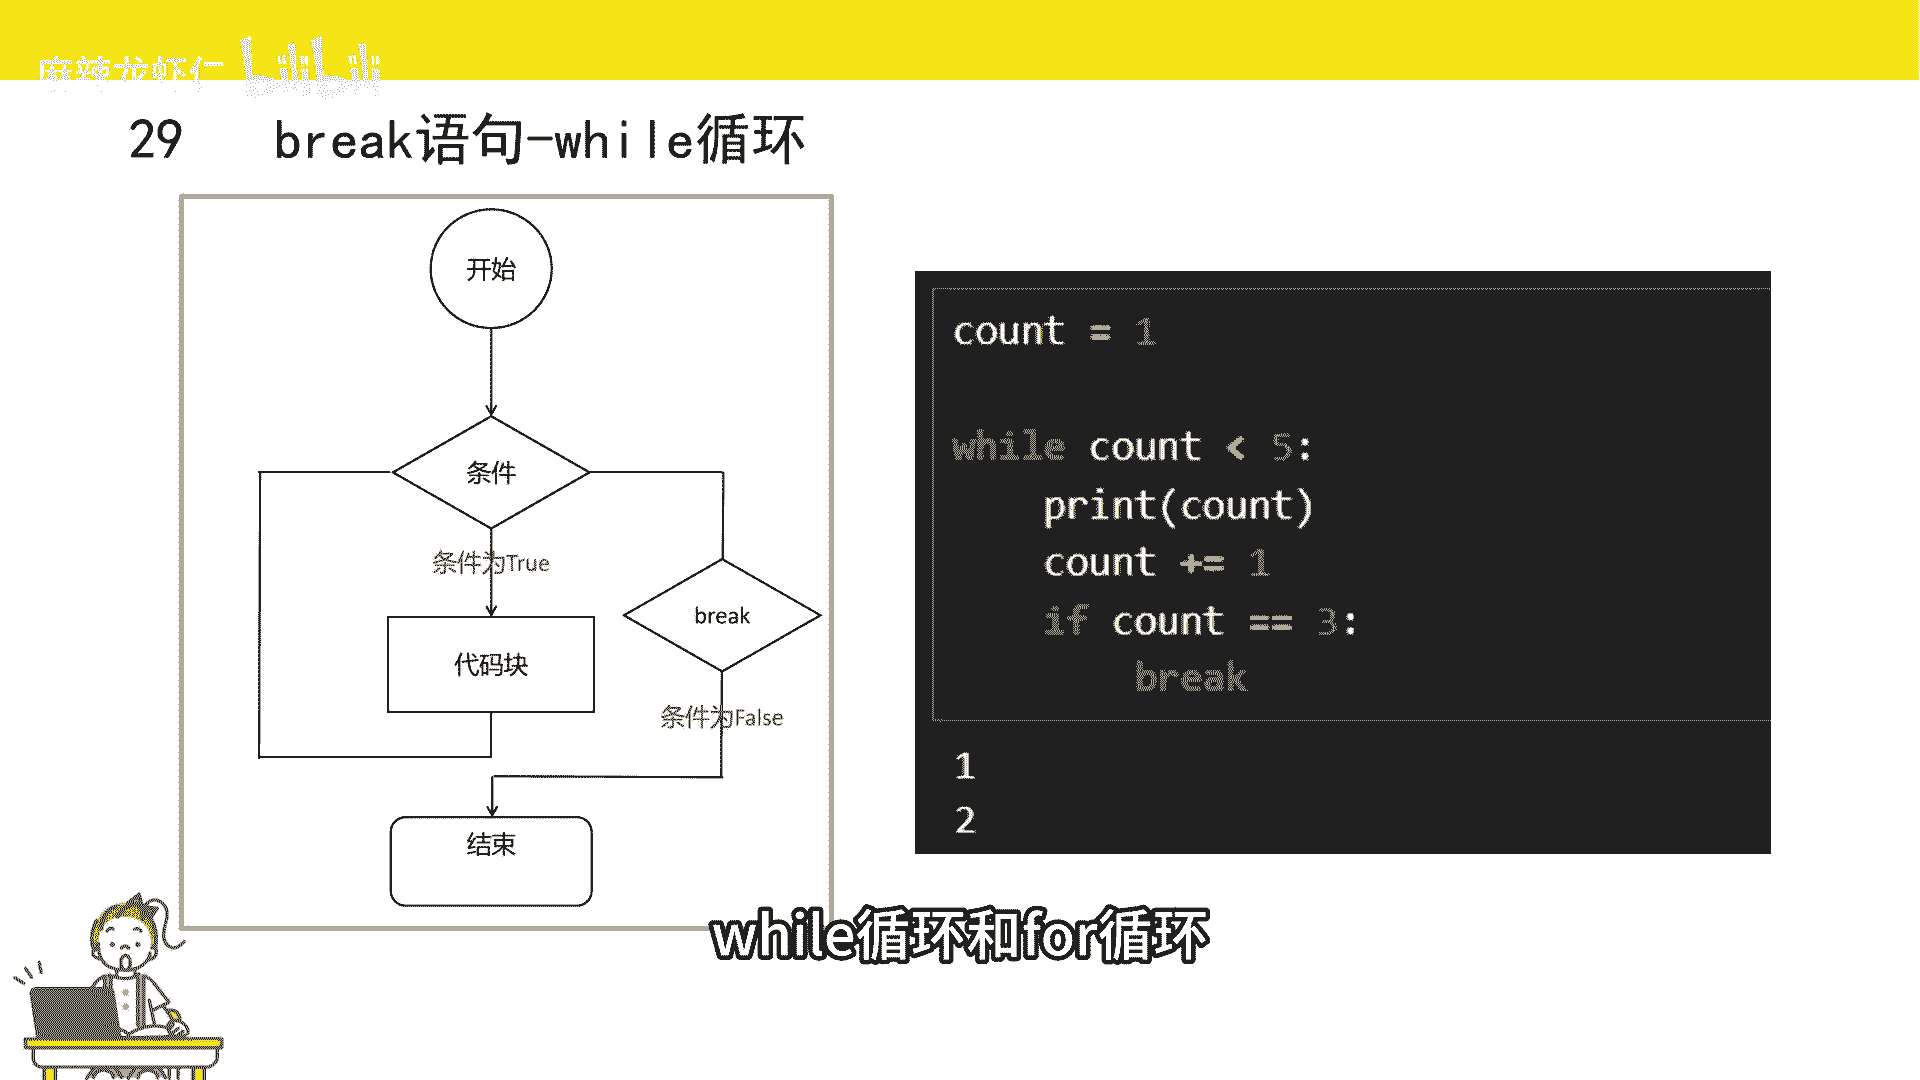 麻辣龙虾仁 bilibili
29 break语句-while循环
开始
条件
条件为True
break
代码块
条件为False
结束
count = 1
while count < 5:
    print(count)
    count += 1
    if count == 3:
        break
1
2
while循环和for循环